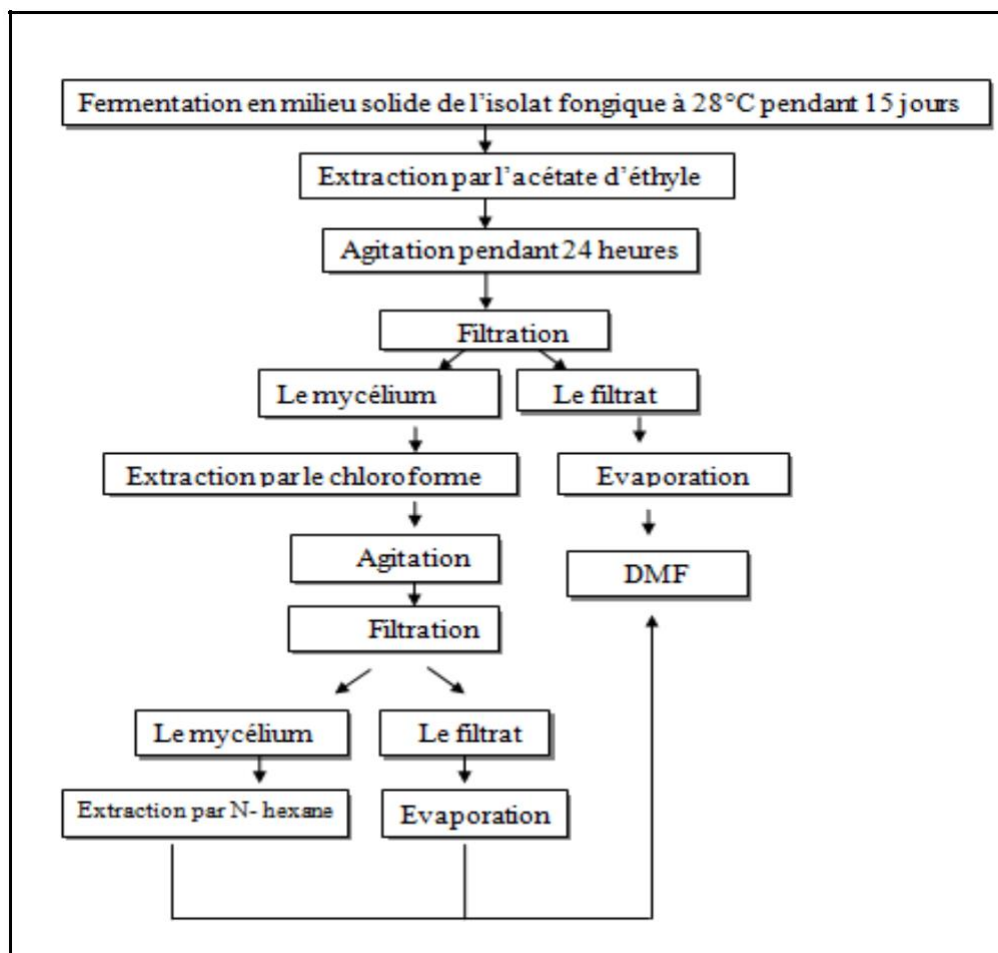 Fermentation en milieu solide de l'isolat fongique à 28°C pendant 15 jours
Extraction par l'acétate d'éthyle
Agitation pendant 24 heures
Filtration
Le mycélium
Le filtrat
Extraction par le chloroforme
Evaporation
Agitation
DMF
Filtration
Le mycélium
Le filtrat
Extraction par N- hexane
Evaporation